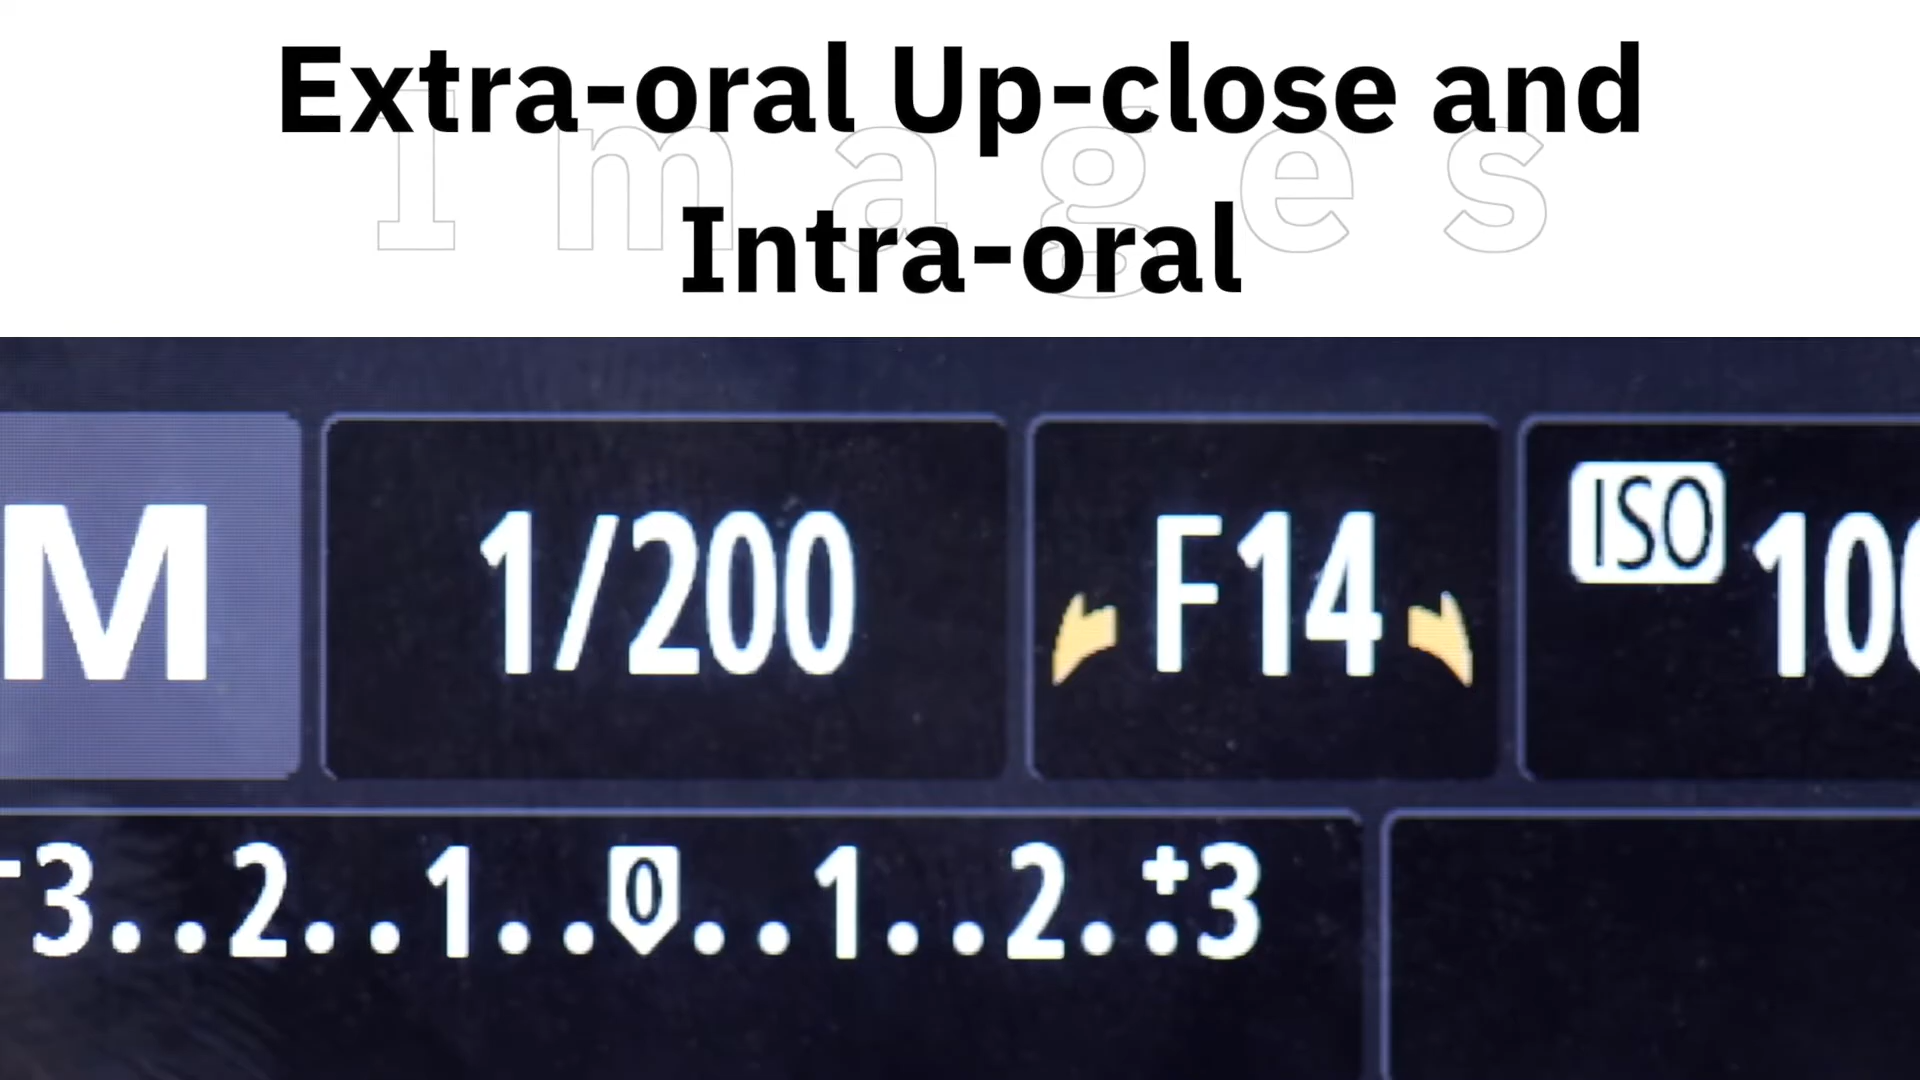 Extra-oral Up-close and
Images
Intra-oral
M 1/200 F14 ISO
-3..2..1..0..1..2..+3